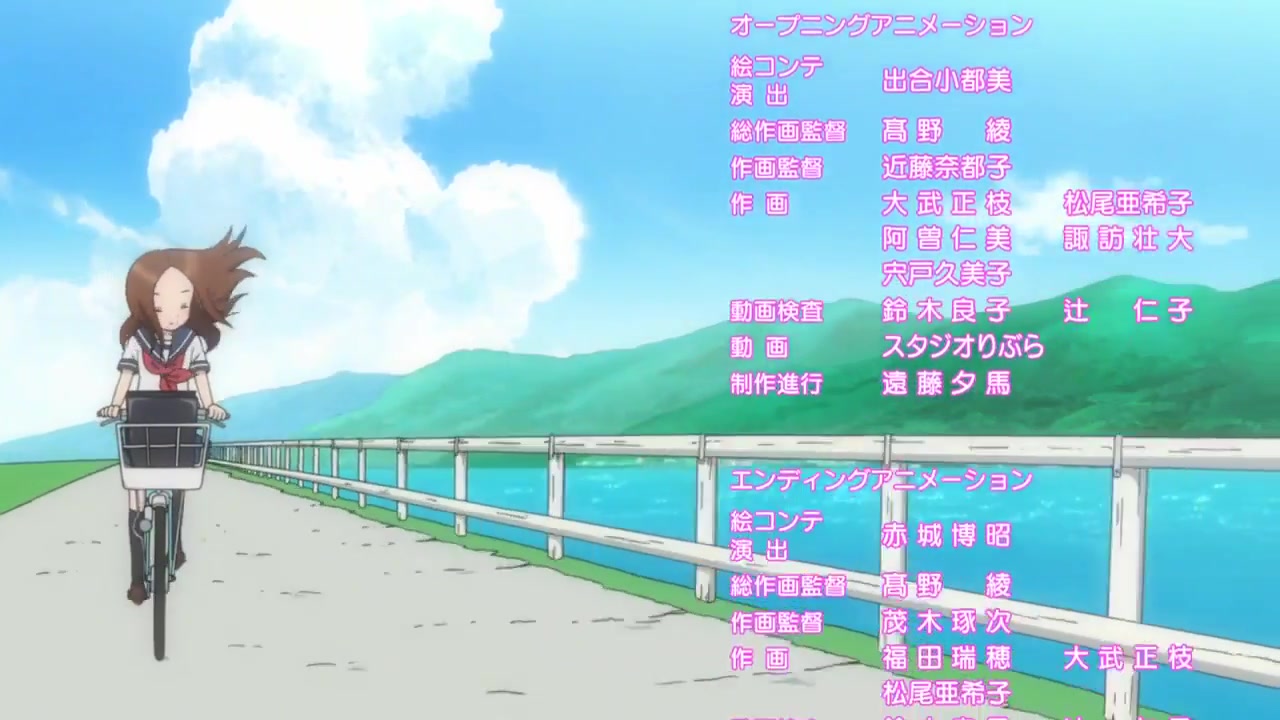 オープニングアニメーション
絵コンテ
演 出 出合小都美
総作画監督 髙野 綾
作画監督 近藤奈都子
作 画 大武正枝 松尾亜希子
阿曽仁美 諏訪壮大
宍戸久美子
動画検査 鈴木良子 辻 仁子
動 画 スタジオりぷら
制作進行 遠藤夕馬
エンディングアニメーション
絵コンテ
演 出 赤城博昭
総作画監督 髙野 綾
作画監督 茂木琢次
作 画 福田瑞穂 大武正枝
松尾亜希子